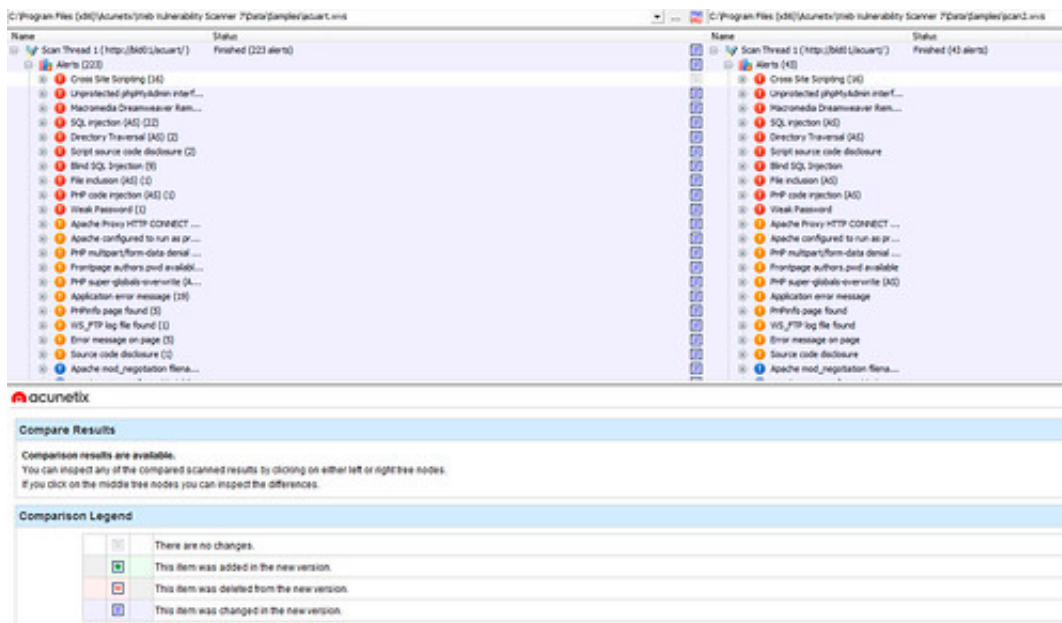 C:\Program Files (x86)\Acunetix\Web Vulnerability Scanner 7\Data\Samples\acuart.wvs
... C:\Program Files (x86)\Acunetix\Web Vulnerability Scanner 7\Data\Samples\scan2.wvs
Name Status
Scan Thread 1 ( http://bld01/acuart/ ) Finished (223 alerts)
Alerts (223)
Cross Site Scripting (16)
Unprotected phpMyAdmin interf...
Macromedia Dreamweaver Rem...
SQL injection (AS) (22)
Directory Traversal (AS) (2)
Script source code disclosure (2)
Blind SQL Injection (9)
File inclusion (AS) (1)
PHP code injection (AS) (1)
Weak Password (1)
Apache Proxy HTTP CONNECT ...
Apache configured to run as pr...
PHP multipart/form-data denial ...
Frontpage authors.pwd availabl...
PHP super-globals-overwrite (A...
Application error message (19)
PHPinfo page found (3)
WS_FTP log file found (1)
Error message on page (5)
Source code disclosure (1)
Apache mod_negotiation filena...
Name Status
Scan Thread 1 ( http://bld01/acuart/ ) Finished (43 alerts)
Alerts (43)
Cross Site Scripting (16)
Unprotected phpMyAdmin interf...
Macromedia Dreamweaver Rem...
SQL injection (AS)
Directory Traversal (AS)
Script source code disclosure
Blind SQL Injection
File inclusion (AS)
PHP code injection (AS)
Weak Password
Apache Proxy HTTP CONNECT ...
Apache configured to run as pr...
PHP multipart/form-data denial ...
Frontpage authors.pwd available
PHP super-globals-overwrite (AS)
Application error message
PHPinfo page found
WS_FTP log file found
Error message on page
Source code disclosure
Apache mod_negotiation filena...
acunetix
Compare Results
Comparison results are available.
You can inspect any of the compared scanned results by clicking on either left or right tree nodes.
If you click on the middle tree nodes you can inspect the differences.
Comparison Legend
There are no changes.
This item was added in the new version.
This item was deleted from the new version.
This item was changed in the new version.